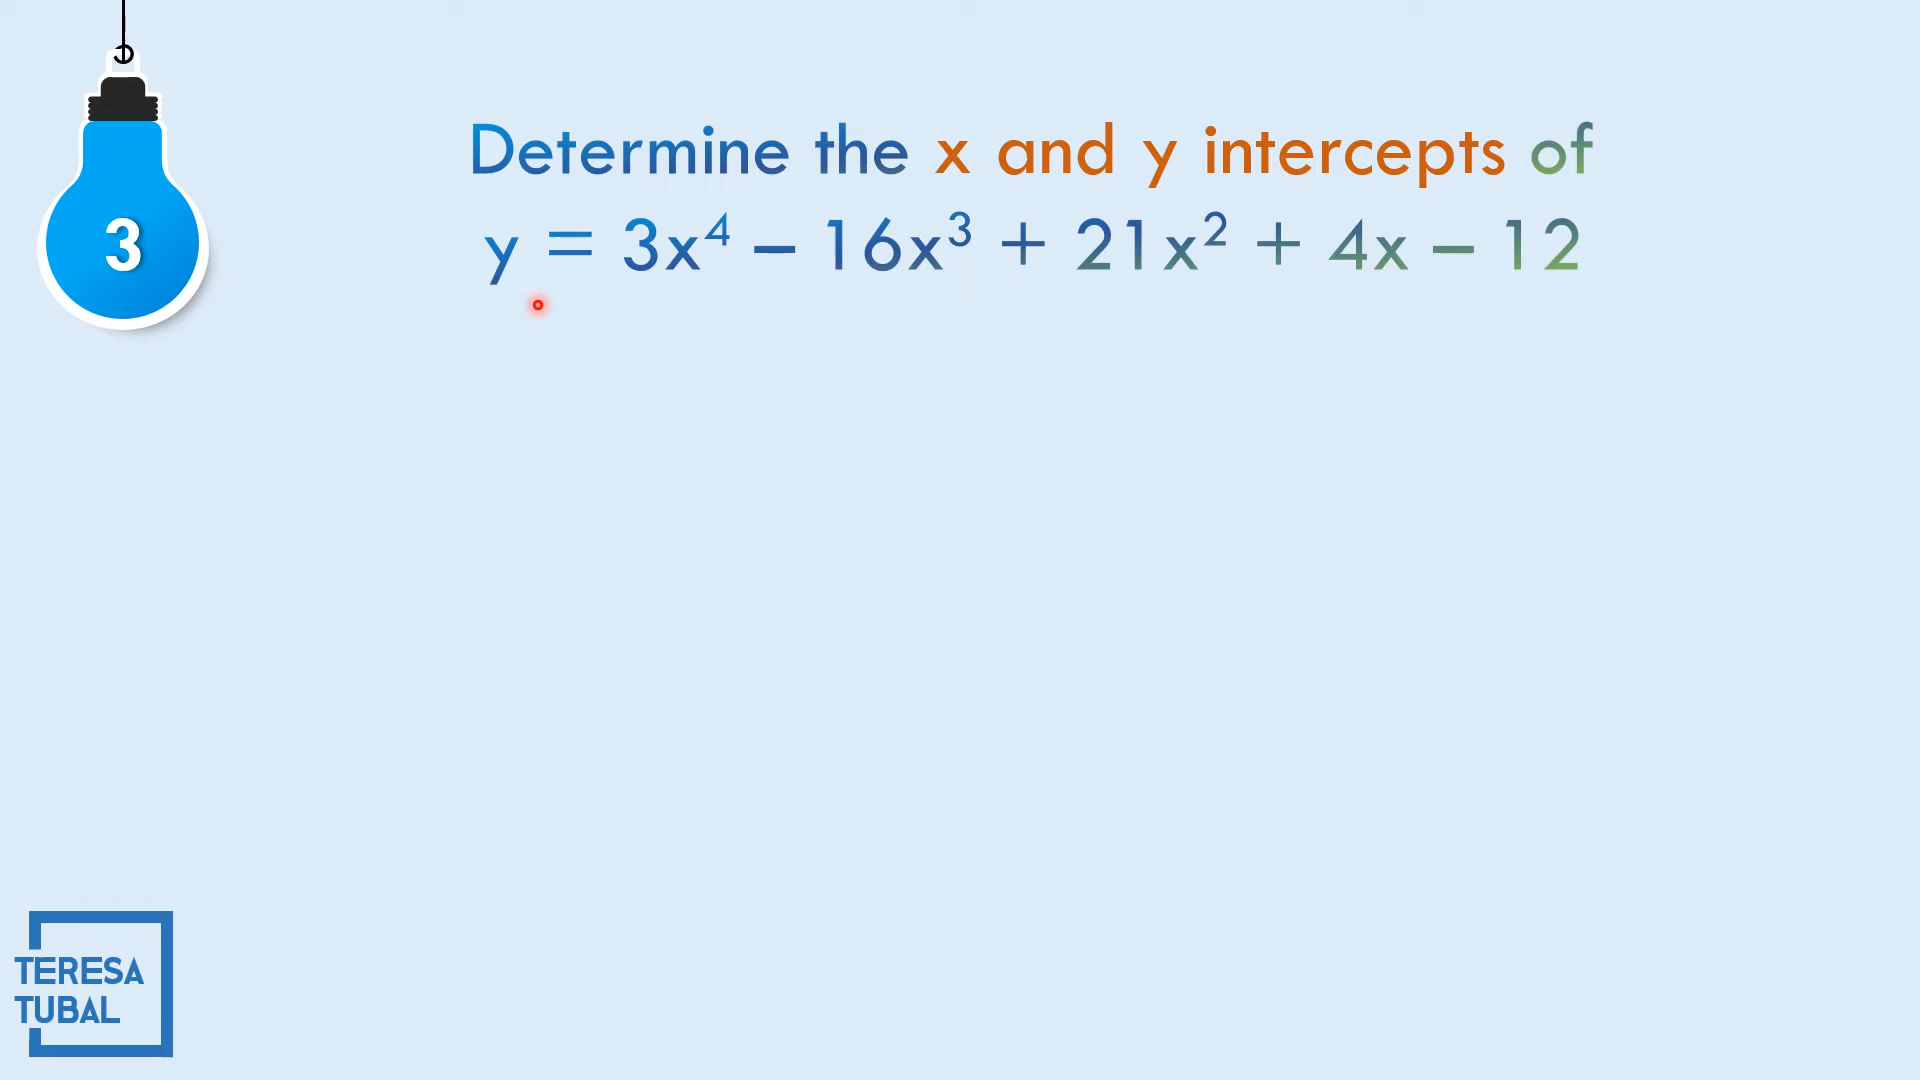 3
Determine the x and y intercepts of
y = 3x⁴ – 16x³ + 21x² + 4x – 12
TERESA
TUBAL